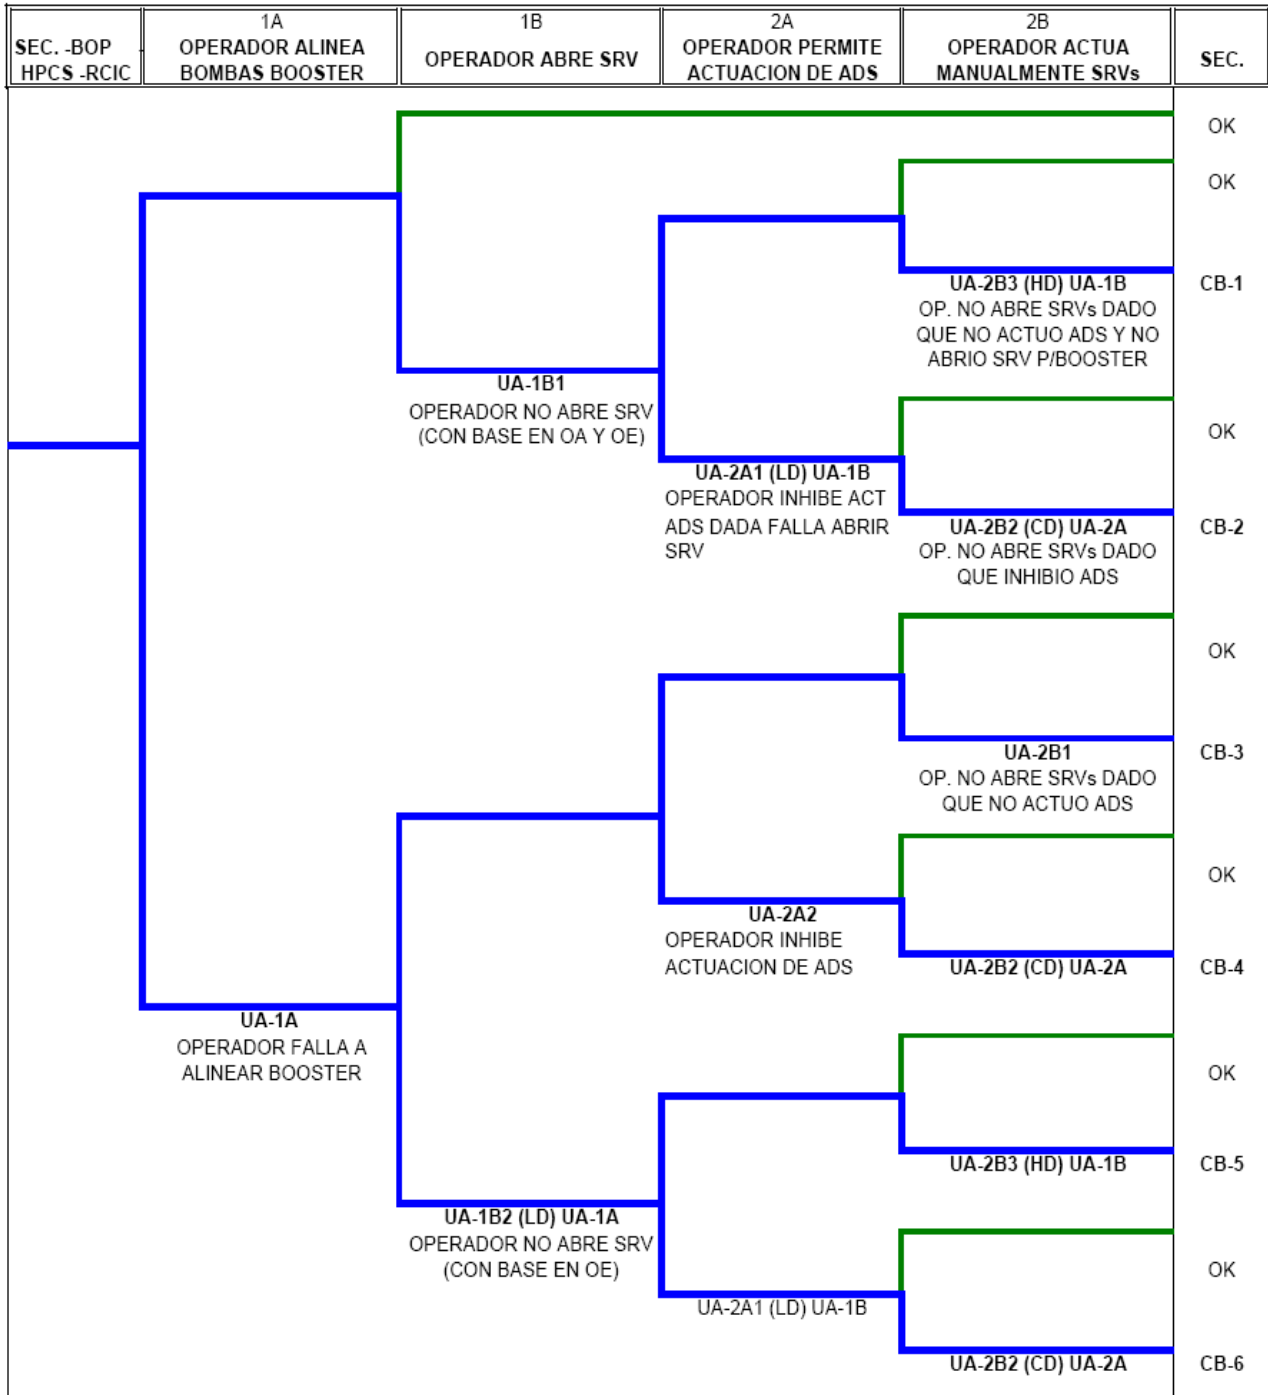 SEC. -BOP
HPCS -RCIC
1A
OPERADOR ALINEA
BOMBAS BOOSTER
1B
OPERADOR ABRE SRV
2A
OPERADOR PERMITE
ACTUACION DE ADS
2B
OPERADOR ACTUA
MANUALMENTE SRVs
SEC.
OK
OK
UA-2B3 (HD) UA-1B
OP. NO ABRE SRVs DADO
QUE NO ACTUO ADS Y NO
ABRIO SRV P/BOOSTER
CB-1
UA-1B1
OPERADOR NO ABRE SRV
(CON BASE EN OA Y OE)
OK
UA-2A1 (LD) UA-1B
OPERADOR INHIBE ACT
ADS DADA FALLA ABRIR
SRV
UA-2B2 (CD) UA-2A
OP. NO ABRE SRVs DADO
QUE INHIBIO ADS
CB-2
OK
UA-2B1
OP. NO ABRE SRVs DADO
QUE NO ACTUO ADS
CB-3
OK
UA-2A2
OPERADOR INHIBE
ACTUACION DE ADS
UA-2B2 (CD) UA-2A
CB-4
UA-1A
OPERADOR FALLA A
ALINEAR BOOSTER
OK
UA-2B3 (HD) UA-1B
CB-5
UA-1B2 (LD) UA-1A
OPERADOR NO ABRE SRV
(CON BASE EN OE)
OK
UA-2A1 (LD) UA-1B
UA-2B2 (CD) UA-2A
CB-6